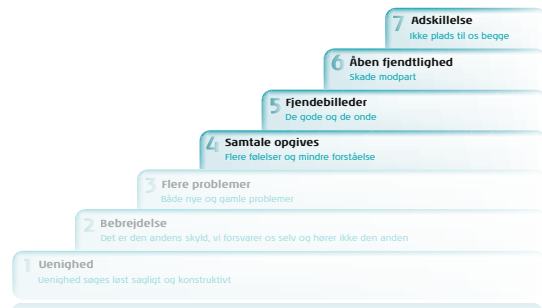 7 Adskillelse
Ikke plads til os begge
6 Åben fjendtlighed
Skade modpart
5 Fjendebilleder
De gode og de onde
4 Samtale opgives
Flere følelser og mindre forståelse
3 Flere problemer
Både nye og gamle problemer
2 Bebrejdelse
Det er den andens skyld, vi forsvarer os selv og hører ikke den anden
1 Uenighed
Uenighed søges løst sagligt og konstruktivt